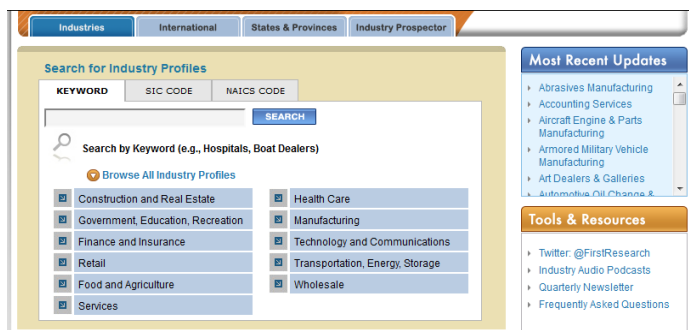 Industries International States & Provinces Industry Prospector
Search for Industry Profiles
KEYWORD SIC CODE NAICS CODE
SEARCH
Search by Keyword (e.g., Hospitals, Boat Dealers)
Browse All Industry Profiles
Construction and Real Estate
Government, Education, Recreation
Finance and Insurance
Retail
Food and Agriculture
Services
Health Care
Manufacturing
Technology and Communications
Transportation, Energy, Storage
Wholesale
Most Recent Updates
Abrasives Manufacturing
Accounting Services
Aircraft Engine & Parts
Manufacturing
Armored Military Vehicle
Manufacturing
Art Dealers & Galleries
Automotive Oil Change &
Tools & Resources
Twitter: @FirstResearch
Industry Audio Podcasts
Quarterly Newsletter
Frequently Asked Questions